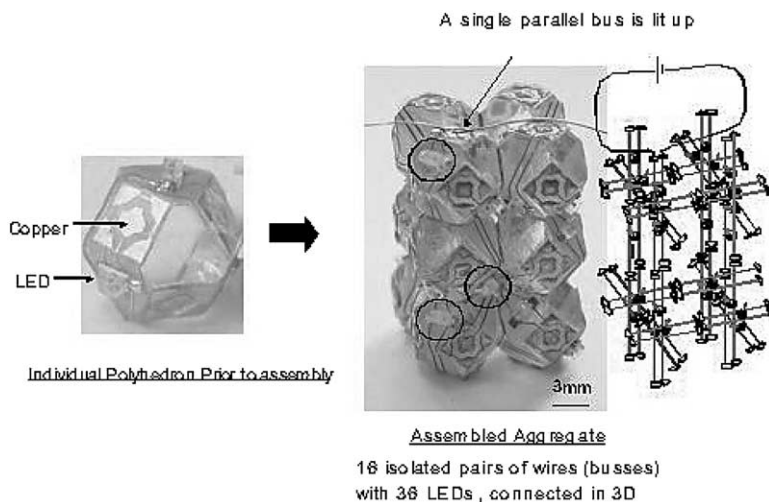 A single parallel bus is lit up
Copper
LED
Individual Polyhedron Prior to assembly
3mm
Assembled Aggregate
16 isolated pairs of wires (busses)
with 36 LEDs, connected in 3D